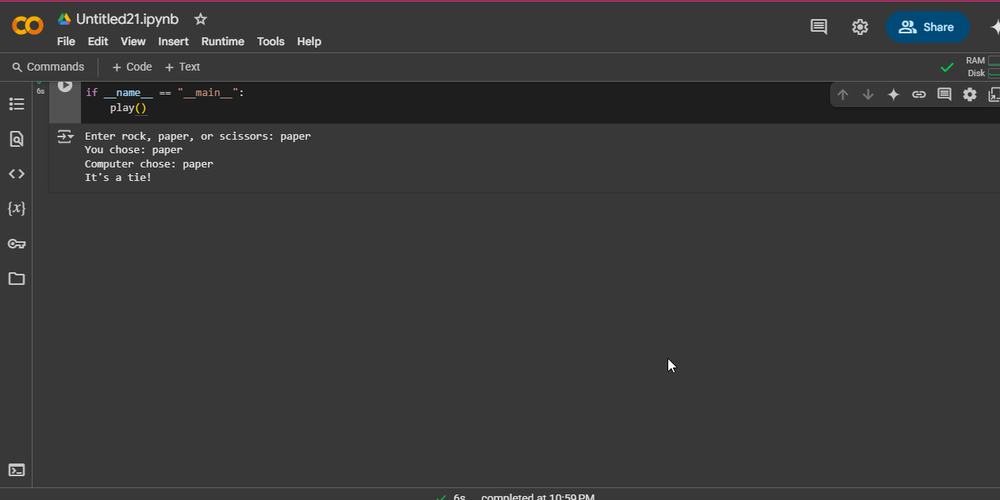 Untitled21.ipynb
File Edit View Insert Runtime Tools Help
Share
Commands + Code + Text
RAM
Disk
6s
if __name__ == "__main__":
play()
Enter rock, paper, or scissors: paper
You chose: paper
Computer chose: paper
It's a tie!
{x}
6s completed at 10:59 PM